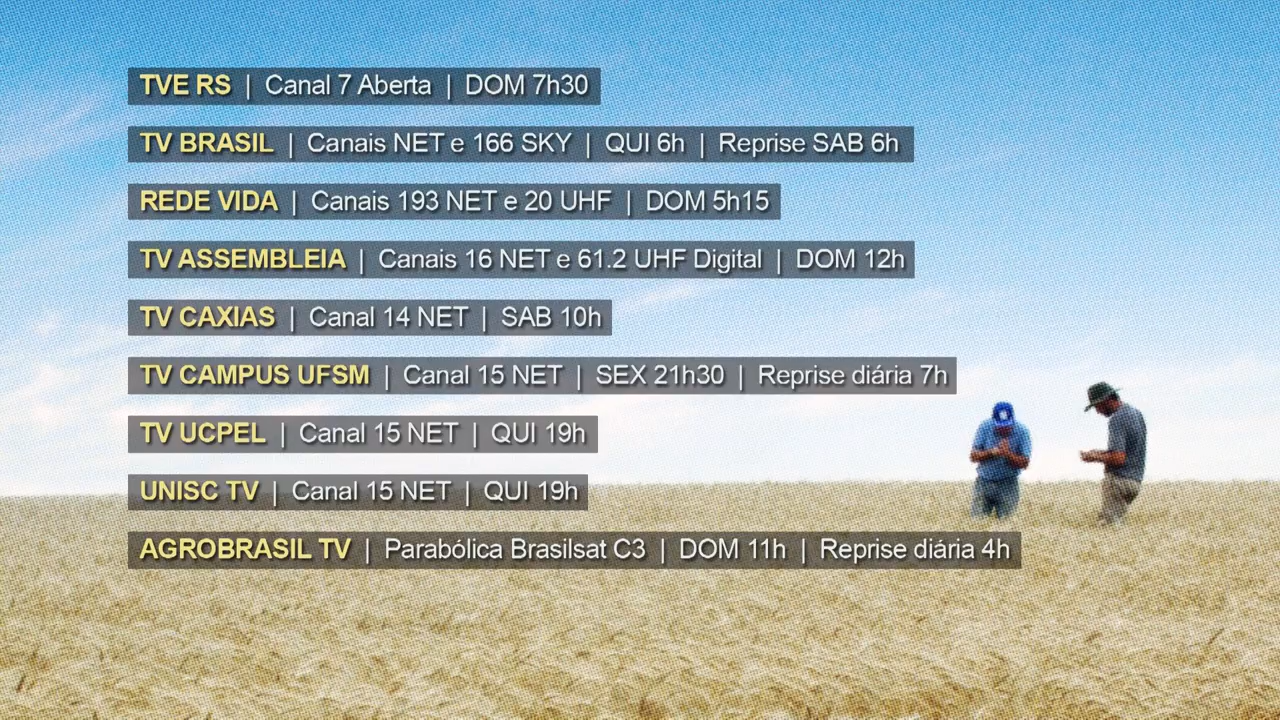 TVE RS | Canal 7 Aberta | DOM 7h30
TV BRASIL | Canais NET e 166 SKY | QUI 6h | Reprise SAB 6h
REDE VIDA | Canais 193 NET e 20 UHF | DOM 5h15
TV ASSEMBLEIA | Canais 16 NET e 61.2 UHF Digital | DOM 12h
TV CAXIAS | Canal 14 NET | SAB 10h
TV CAMPUS UFSM | Canal 15 NET | SEX 21h30 | Reprise diária 7h
TV UCPEL | Canal 15 NET | QUI 19h
UNISC TV | Canal 15 NET | QUI 19h
AGROBRASIL TV | Parabólica Brasilsat C3 | DOM 11h | Reprise diária 4h